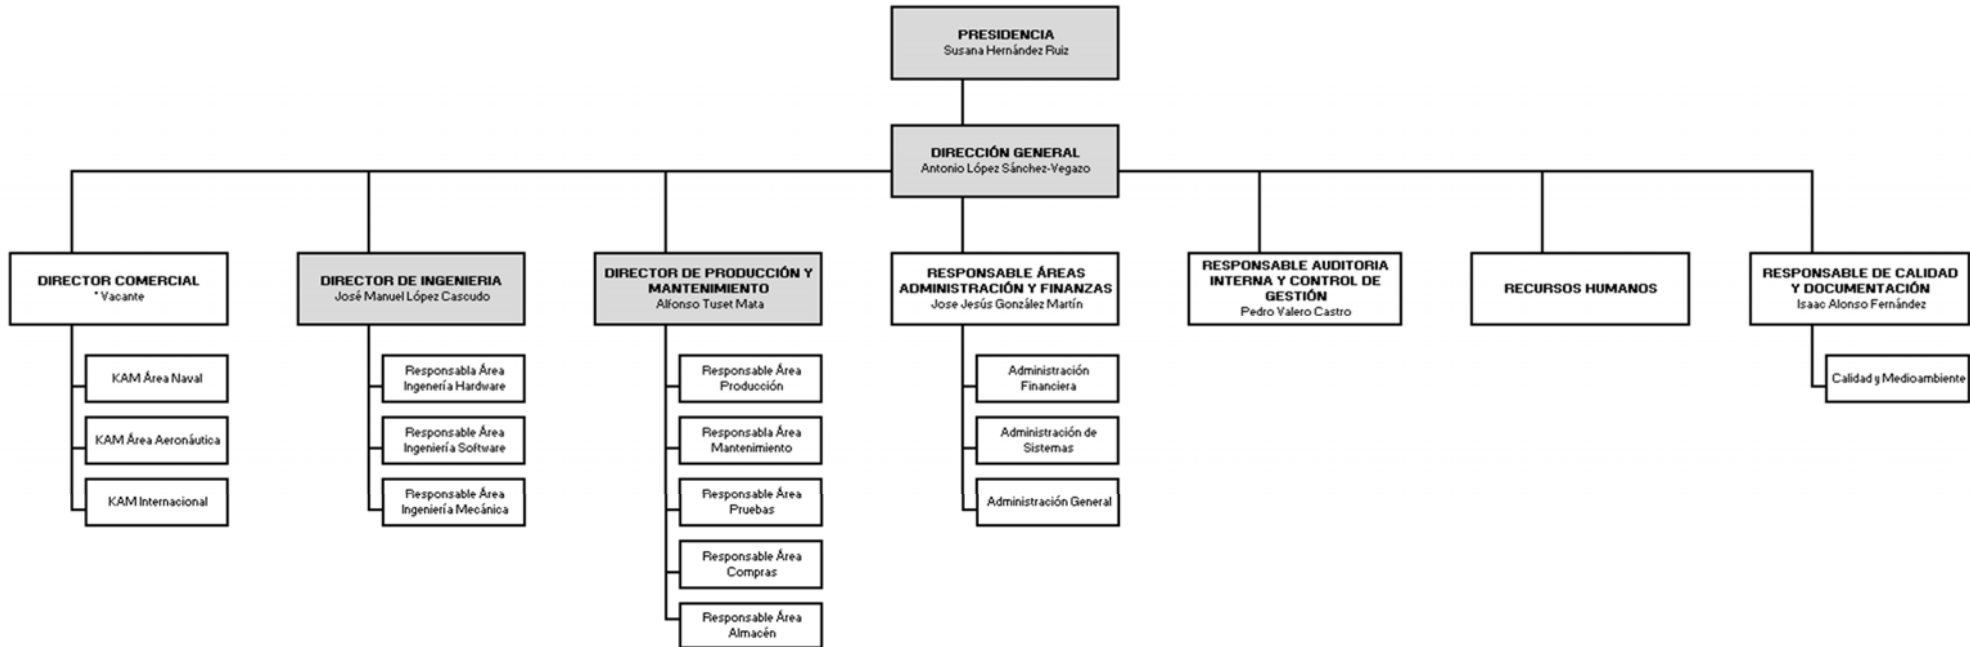 PRESIDENCIA
Susana Hernández Ruiz
DIRECCIÓN GENERAL
Antonio López Sánchez-Vegazo
DIRECTOR COMERCIAL
* Vacante
DIRECTOR DE INGENIERIA
José Manuel López Cascudo
DIRECTOR DE PRODUCCIÓN Y
MANTENIMIENTO
Alfonso Tuset Mata
RESPONSABLE ÁREAS
ADMINISTRACIÓN Y FINANZAS
Jose Jesús González Martín
RESPONSABLE AUDITORIA
INTERNA Y CONTROL DE
GESTIÓN
Pedro Valero Castro
RECURSOS HUMANOS
RESPONSABLE DE CALIDAD
Y DOCUMENTACIÓN
Isaac Alonso Fernández
KAM Área Naval
KAM Área Aeronáutica
KAM Internacional
Responsabla Área
Ingenería Hardware
Responsable Área
Ingeniería Software
Responsable Área
Ingeniería Mecánica
Responsable Área
Producción
Responsabla Área
Mantenimiento
Responsable Área
Pruebas
Responsable Área
Compras
Responsable Área
Almacén
Administración
Financiera
Administración de
Sistemas
Administración General
Calidad y Medioambiente